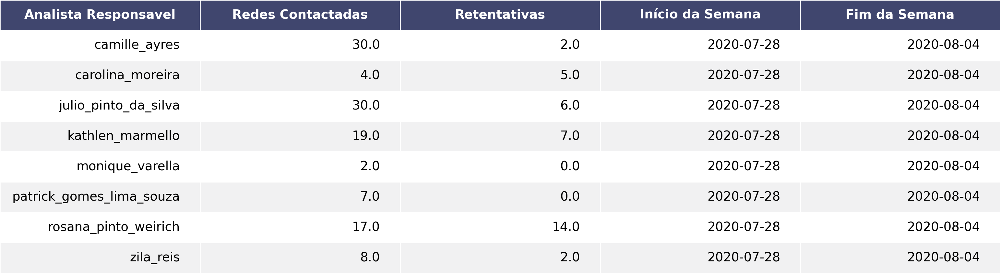 Analista Responsavel Redes Contactadas Retentativas Início da Semana Fim da Semana
camille_ayres 30.0 2.0 2020-07-28 2020-08-04
carolina_moreira 4.0 5.0 2020-07-28 2020-08-04
julio_pinto_da_silva 30.0 6.0 2020-07-28 2020-08-04
kathlen_marmello 19.0 7.0 2020-07-28 2020-08-04
monique_varella 2.0 0.0 2020-07-28 2020-08-04
patrick_gomes_lima_souza 7.0 0.0 2020-07-28 2020-08-04
rosana_pinto_weirich 17.0 14.0 2020-07-28 2020-08-04
zila_reis 8.0 2.0 2020-07-28 2020-08-04